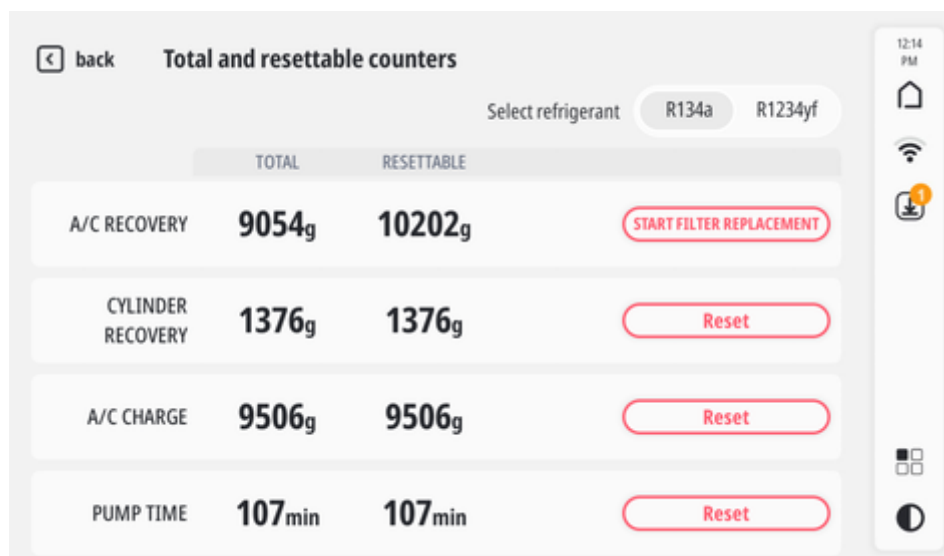 back Total and resettable counters
12:14
PM
Select refrigerant R134a R1234yf
1
TOTAL RESETTABLE
A/C RECOVERY 9054g 10202g START FILTER REPLACEMENT
CYLINDER
RECOVERY 1376g 1376g Reset
A/C CHARGE 9506g 9506g Reset
PUMP TIME 107min 107min Reset